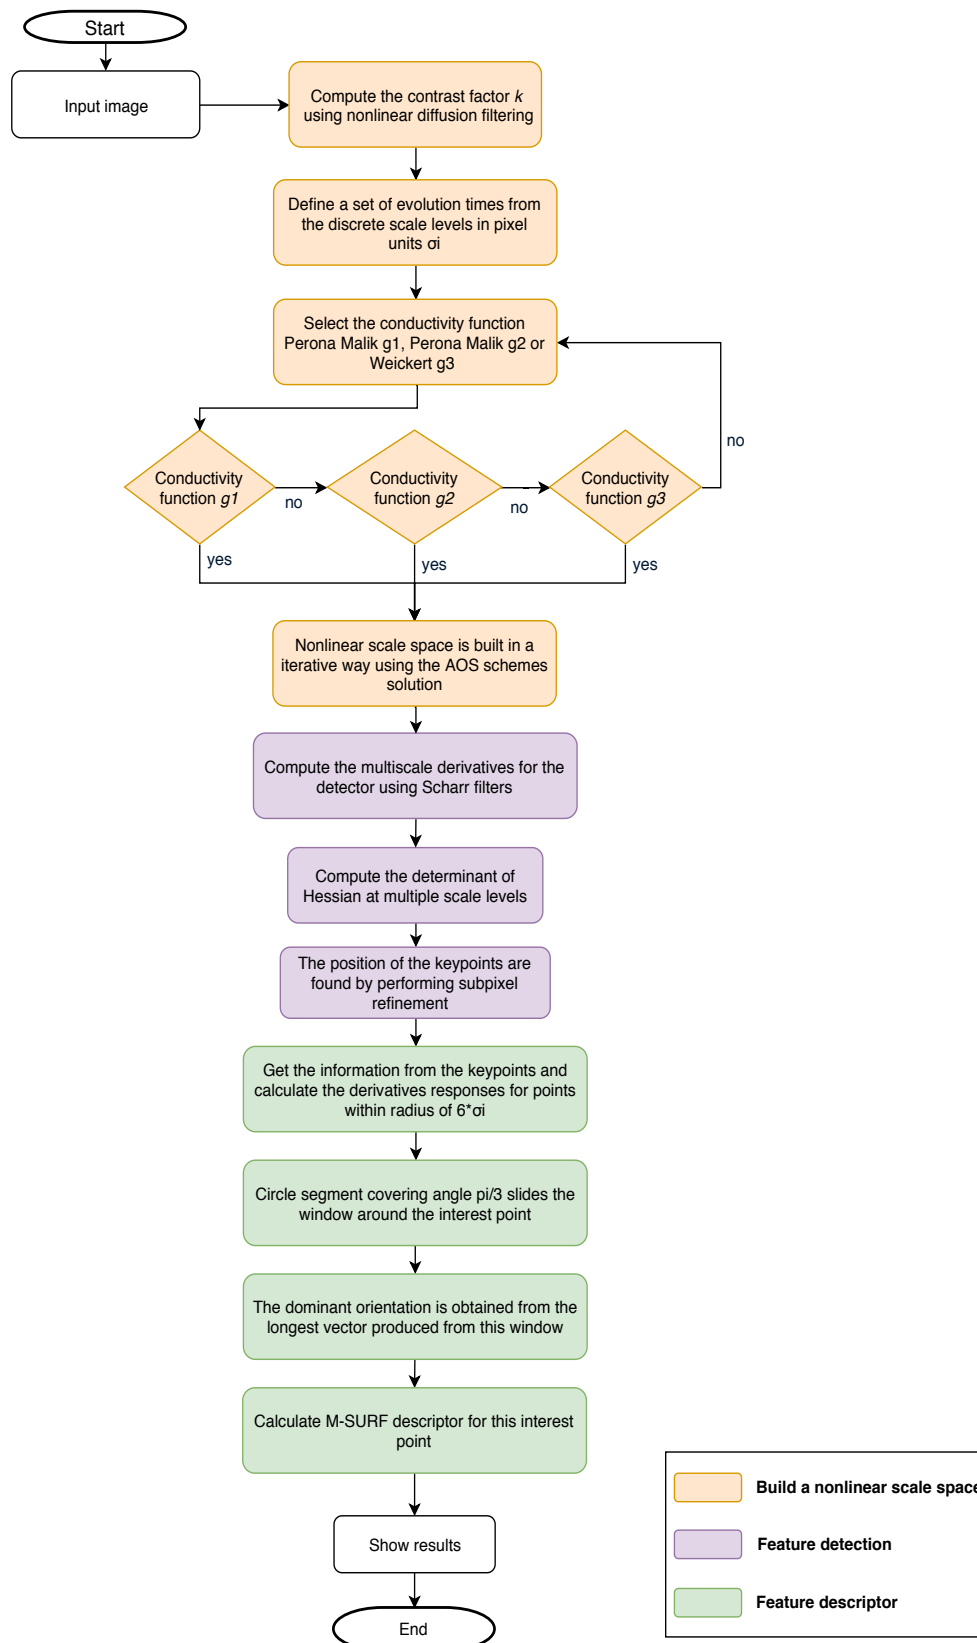 Start
Input image
Compute the contrast factor k
using nonlinear diffusion filtering
Define a set of evolution times from
the discrete scale levels in pixel
units σi
Select the conductivity function
Perona Malik g1, Perona Malik g2 or
Weickert g3
no
Conductivity
function g1
no
Conductivity
function g2
no
Conductivity
function g3
yes
yes
yes
Nonlinear scale space is built in a
iterative way using the AOS schemes
solution
Compute the multiscale derivatives for the
detector using Scharr filters
Compute the determinant of
Hessian at multiple scale levels
The position of the keypoints are
found by performing subpixel
refinement
Get the information from the keypoints and
calculate the derivatives responses for points
within radius of 6*σi
Circle segment covering angle pi/3 slides the
window around the interest point
The dominant orientation is obtained from the
longest vector produced from this window
Calculate M-SURF descriptor for this interest
point
Show results
End
Build a nonlinear scale space
Feature detection
Feature descriptor